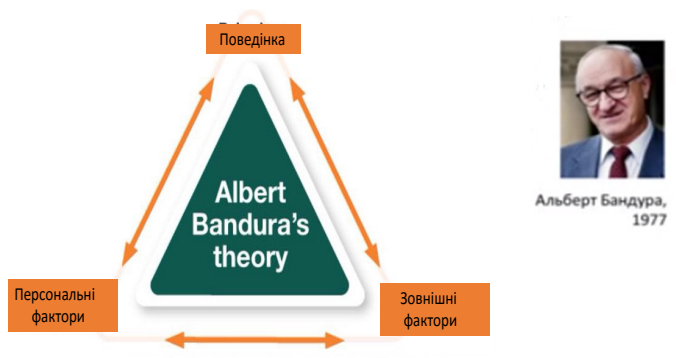 Поведінка
Albert
Bandura's
theory
Персональні
фактори
Зовнішні
фактори
Альберт Бандура,
1977